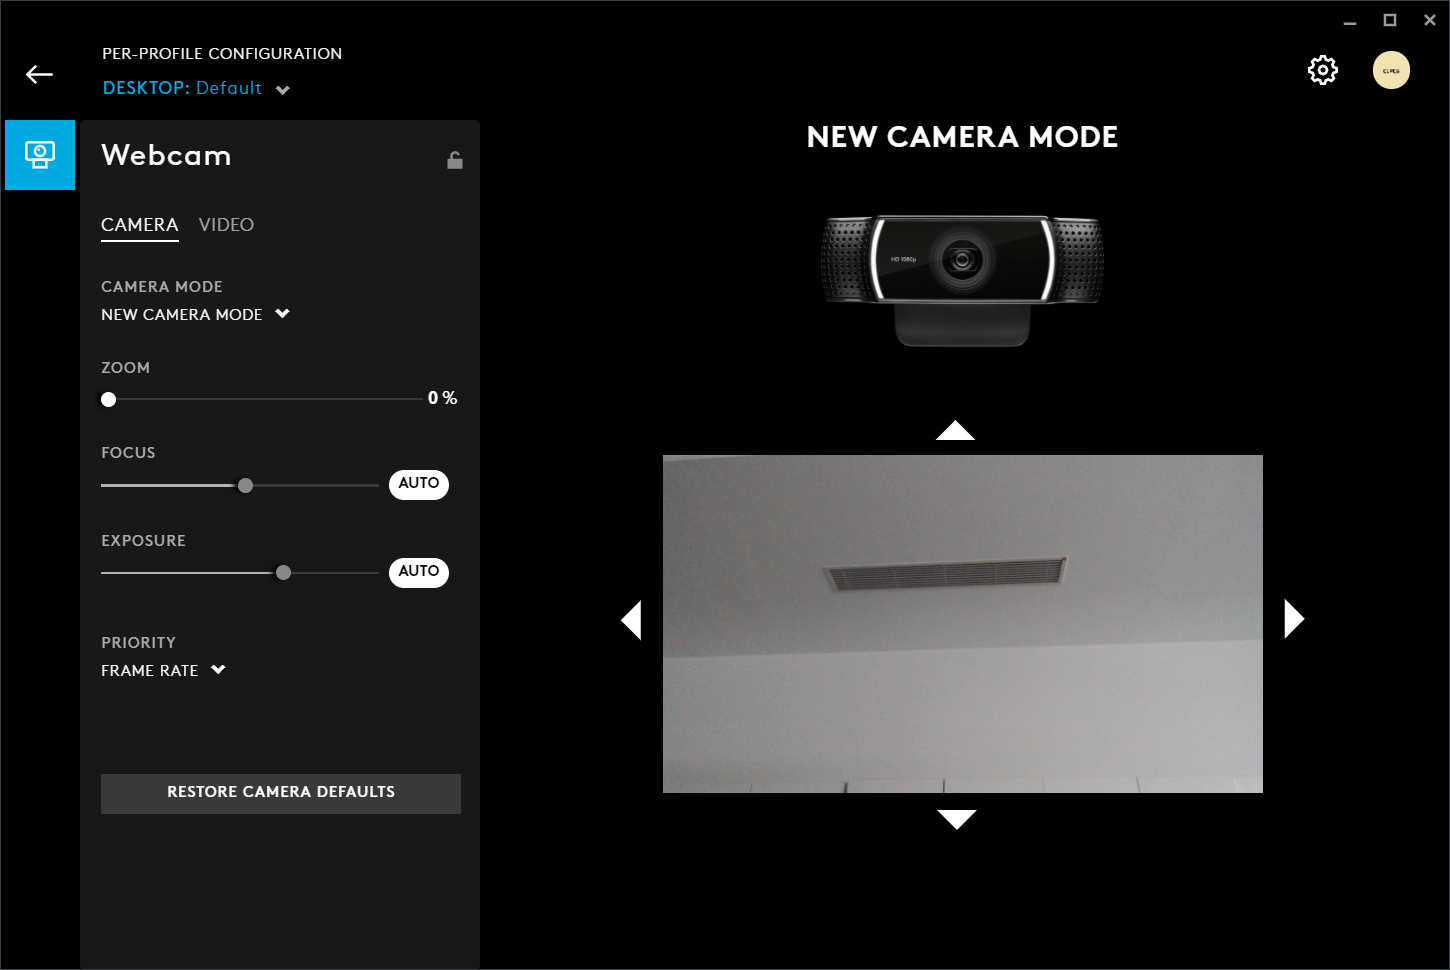 PER-PROFILE CONFIGURATION
DESKTOP: Default
Webcam
CAMERA VIDEO
CAMERA MODE
NEW CAMERA MODE
ZOOM
0 %
FOCUS
AUTO
EXPOSURE
AUTO
PRIORITY
FRAME RATE
RESTORE CAMERA DEFAULTS
NEW CAMERA MODE
HD 1080p